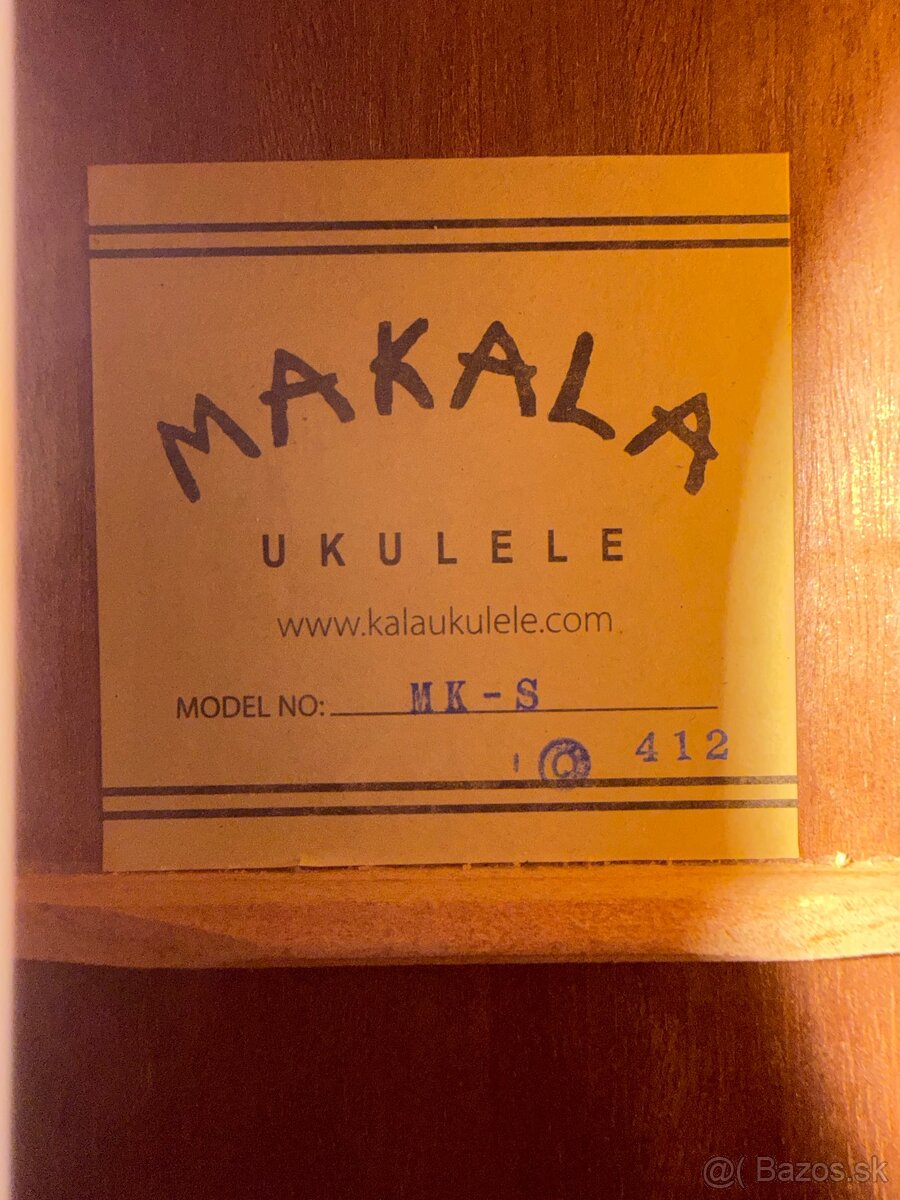 MAKALA
UKULELE
www.kalaukulele.com
MODEL NO: MK-S
© 412
@( Bazos.sk